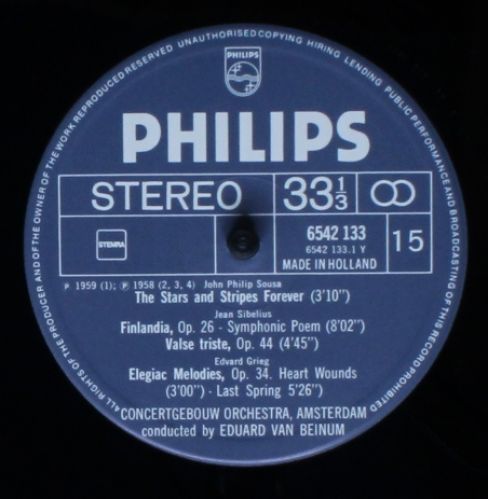 ALL RIGHTS OF THE PRODUCER AND OF THE OWNER OF THE WORK REPRODUCED RESERVED UNAUTHORISED COPYING HIRING LENDING PUBLIC PERFORMANCE AND BROADCASTING OF THIS RECORD PROHIBITED
PHILIPS
PHILIPS
STEREO 33 1/3
STEMRA 6542 133 15
6542 133.1 Y
MADE IN HOLLAND
℗ 1959 (1); ℗ 1958 (2, 3, 4) John Philip Sousa
The Stars and Stripes Forever (3'10'')
Jean Sibelius
Finlandia, Op. 26 - Symphonic Poem (8'02'')
Valse triste, Op. 44 (4'45'')
Edvard Grieg
Elegiac Melodies, Op. 34. Heart Wounds
(3'00'') - Last Spring 5'26'')
CONCERTGEBOUW ORCHESTRA, AMSTERDAM
conducted by EDUARD VAN BEINUM